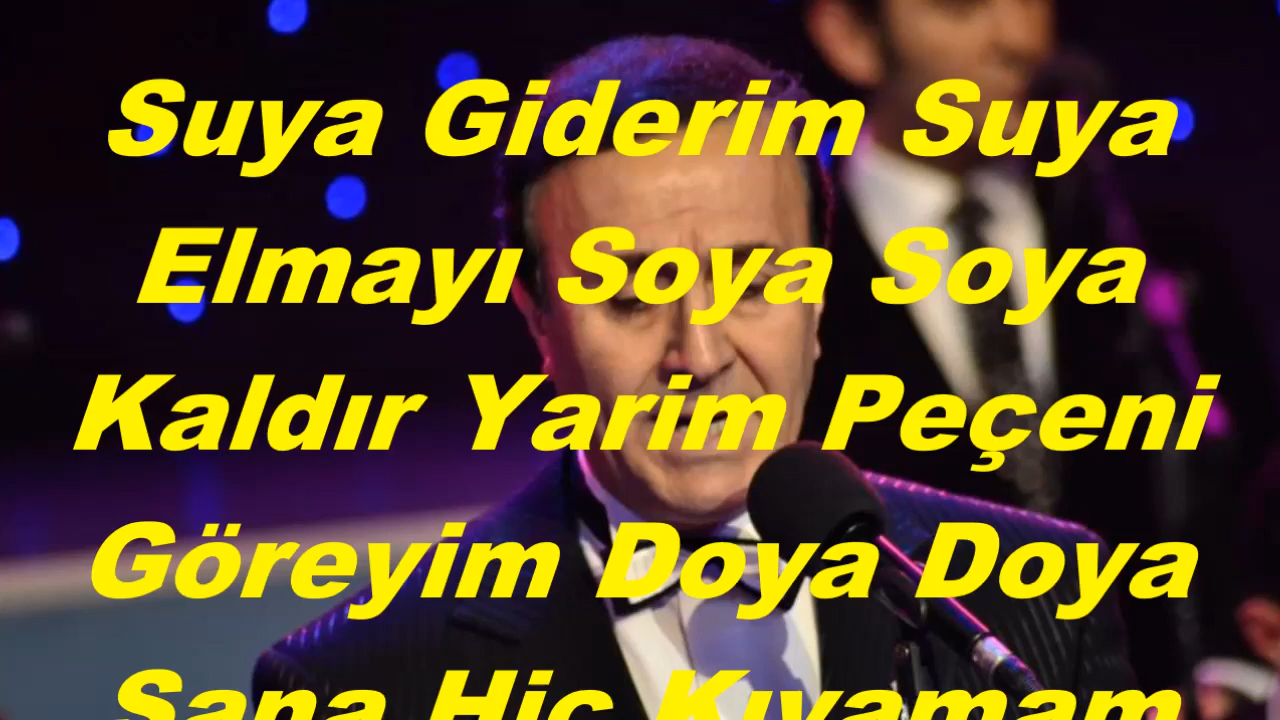 Suya Giderim Suya
Elmayı Soya Soya
Kaldır Yarim Peçeni
Göreyim Doya Doya
Sana Hiç Kıyamam